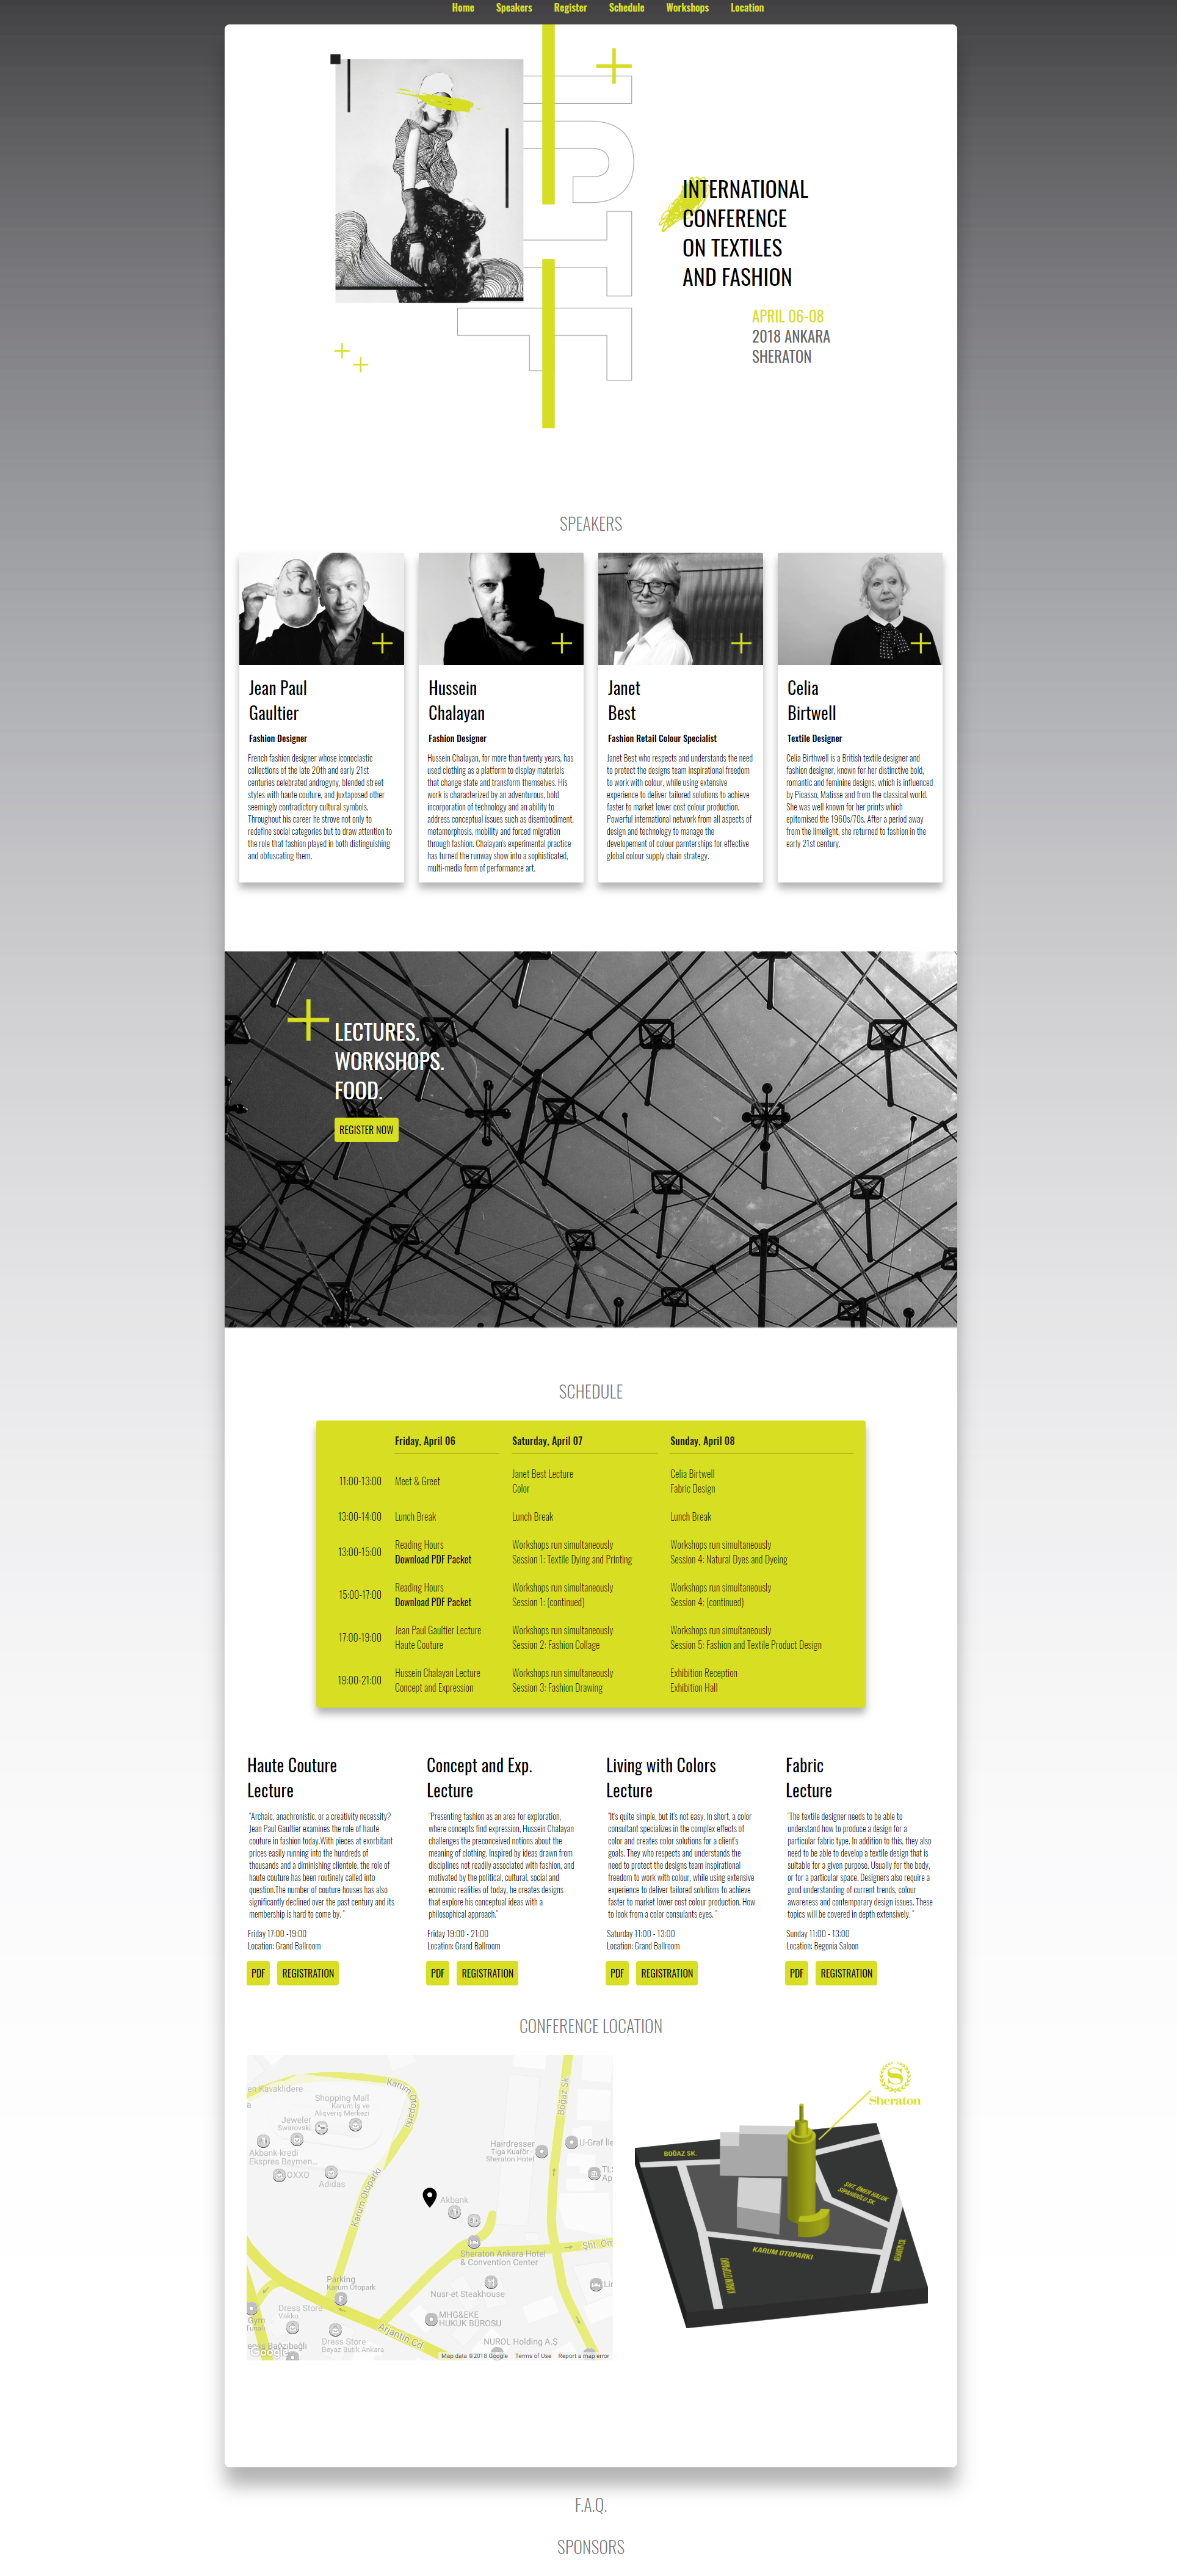 Home Speakers Register Schedule Workshops Location
ICTF
INTERNATIONAL
CONFERENCE
ON TEXTILES
AND FASHION
APRIL 06-08
2018 ANKARA
SHERATON
SPEAKERS
Jean Paul
Gaultier
Fashion Designer
French fashion designer whose iconoclastic
collections of the late 20th and early 21st
centuries celebrated androgyny, blended street
styles with haute couture, and juxtaposed other
seemingly contradictory cultural symbols.
Throughout his career he strove not only to
redefine social categories but to draw attention to
the role that fashion played in both distinguishing
and obfuscating them.
Hussein
Chalayan
Fashion Designer
Hussein Chalayan, for more than twenty years, has
used clothing as a platform to display materials
that change state and transform themselves. His
work is characterized by an adventurous, bold
incorporation of technology and an ability to
address conceptual issues such as disembodiment,
metamorphosis, mobility and forced migration
through fashion. Chalayan's experimental practice
has turned the runway show into a sophisticated,
multi-media form of performance art.
Janet
Best
Fashion Retail Colour Specialist
Janet Best who respects and understands the need
to protect the designs team inspirational freedom
to work with colour, while using extensive
experience to deliver tailored solutions to achieve
faster to market lower cost colour production.
Powerful international network from all aspects of
design and technology to manage the
development of colour parnterships for effective
global colour supply chain strategy.
Celia
Birtwell
Textile Designer
Celia Birthwell is a British textile designer and
fashion designer, known for her distinctive bold,
romantic and feminine designs, which is influenced
by Picasso, Matisse and from the classical world.
She was well known for her prints which
epitomised the 1960s/70s. After a period away
from the limelight, she returned to fashion in the
early 21st century.
LECTURES.
WORKSHOPS.
FOOD.
REGISTER NOW
SCHEDULE
Friday, April 06 Saturday, April 07 Sunday, April 08
11:00-13:00 Meet & Greet Janet Best Lecture Celia Birtwell
Color Fabric Design
13:00-14:00 Lunch Break Lunch Break Lunch Break
13:00-15:00 Reading Hours Workshops run simultaneously Workshops run simultaneously
Download PDF Packet Session 1: Textile Dying and Printing Session 4: Natural Dyes and Dyeing
15:00-17:00 Reading Hours Workshops run simultaneously Workshops run simultaneously
Download PDF Packet Session 1: (continued) Session 4: (continued)
17:00-19:00 Jean Paul Gaultier Lecture Workshops run simultaneously Workshops run simultaneously
Haute Couture Session 2: Fashion Collage Session 5: Fashion and Textile Product Design
19:00-21:00 Hussein Chalayan Lecture Workshops run simultaneously Exhibition Reception
Concept and Expression Session 3: Fashion Drawing Exhibition Hall
Haute Couture
Lecture
"Archaic, anachronistic, or a creativity necessity?
Jean Paul Gaultier examines the role of haute
couture in fashion today.With pieces at exorbitant
prices easily running into the hundreds of
thousands and a diminishing clientele, the role of
haute couture has been routinely called into
question.The number of couture houses has also
significantly declined over the past century and its
membership is hard to come by. "
Friday 17:00 -19:00
Location: Grand Ballroom
PDF REGISTRATION
Concept and Exp.
Lecture
"Presenting fashion as an area for exploration,
where concepts find expression, Hussein Chalayan
challenges the preconceived notions about the
meaning of clothing. Inspired by ideas drawn from
disciplines not readily associated with fashion, and
motivated by the political, cultural, social and
economic realities of today, he creates designs
that explore his conceptual ideas with a
philosophical approach."
Friday 19:00 - 21:00
Location: Grand Ballroom
PDF REGISTRATION
Living with Colors
Lecture
"It's quite simple, but it's not easy. In short, a color
consultant specializes in the complex effects of
color and creates color solutions for a client's
goals. They who respects and understands the
need to protect the designs team inspirational
freedom to work with colour, while using extensive
experience to deliver tailored solutions to achieve
faster to market lower cost colour production. How
to look from a color consulants eyes. "
Saturday 11:00 - 13:00
Location: Grand Ballroom
PDF REGISTRATION
Fabric
Lecture
"The textile designer needs to be able to
understand how to produce a design for a
particular fabric type. In addition to this, they also
need to be able to develop a textile design that is
suitable for a given purpose. Usually for the body,
or for a particular space. Designers also require a
good understanding of current trends, colour
awareness and contemporary design issues. These
topics will be covered in depth extensively. "
Sunday 11:00 - 13:00
Location: Begonia Saloon
PDF REGISTRATION
CONFERENCE LOCATION
Kavaklıdere
Shopping Mall
Karum İş ve
Alışveriş Merkezi
Karum Otoparkı
Boğaz Sk.
Jeweler
Swarovski
Akbank-kredi
Ekspres Beymen...
OXXO
Adidas
Hairdresser
Tiga Kuaför -
Sheraton Hotel
U-Graf İle
Karum Otoparkı
Akbank
Sheraton Ankara Hotel
& Convention Center
Sht. Öm
Parking
Karum Otopark
Nusr-et Steakhouse
Dress Store
Vakko
MHG&EKE
HUKUK BÜROSU
Gym
Dress Store
Beyaz Butik Ankara
Arjantin Cd.
NUROL Holding A.Ş
Google
Map data ©2018 Google Terms of Use Report a map error
Sheraton
BOĞAZ SK.
SHT. ÖMER HALUK
SİPAHİOĞLU SK.
KARUM OTOPARKI
KARUM OTOPARKI
F.A.Q.
SPONSORS